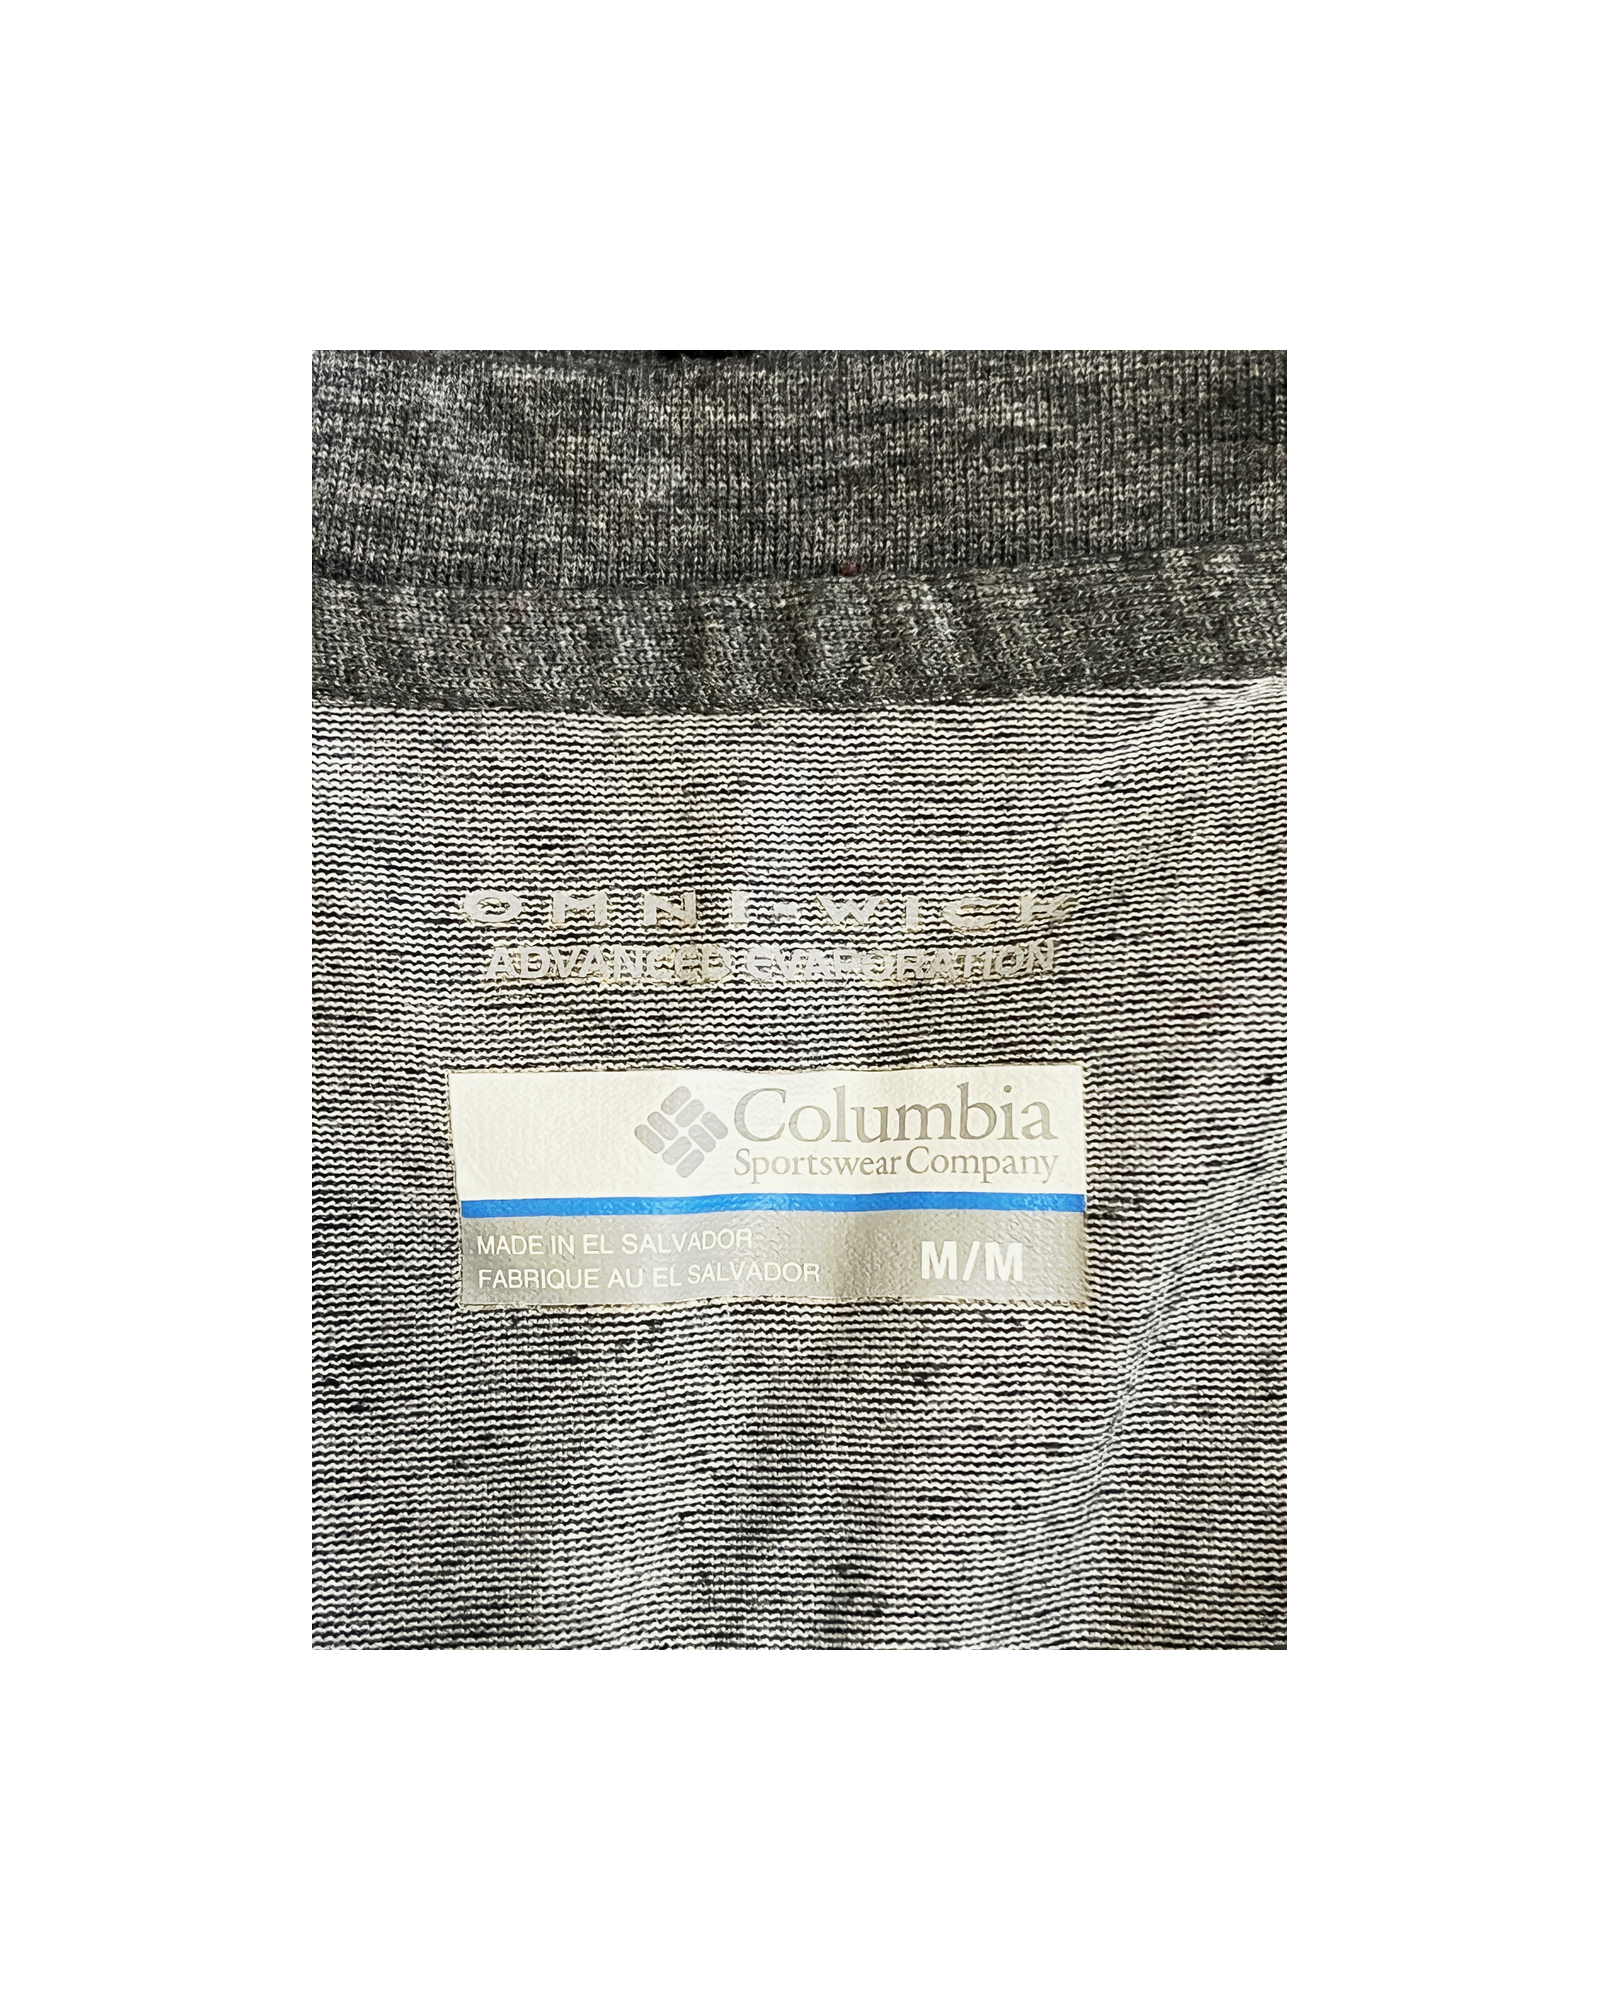 OMNI-WICK
ADVANCED EVAPORATION
Columbia
Sportswear Company
MADE IN EL SALVADOR
FABRIQUE AU EL SALVADOR
M/M